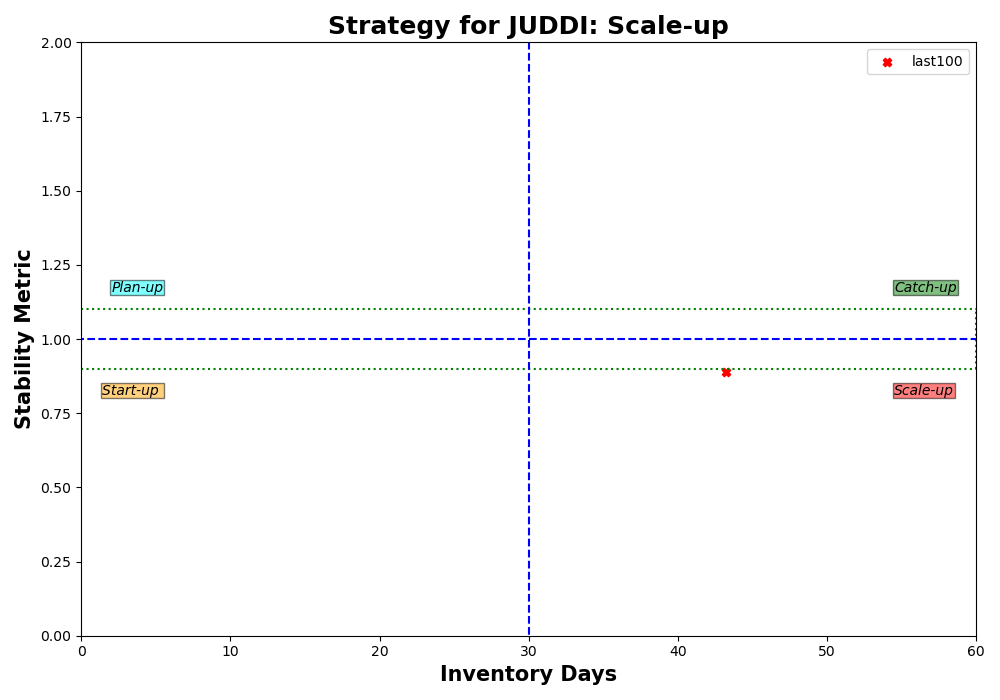 Strategy for JUDDI: Scale-up
last100
2.00
1.75
1.50
1.25
1.00
0.75
0.50
0.25
0.00
Stability Metric
Plan-up
Catch-up
Start-up
Scale-up
0 10 20 30 40 50 60
Inventory Days